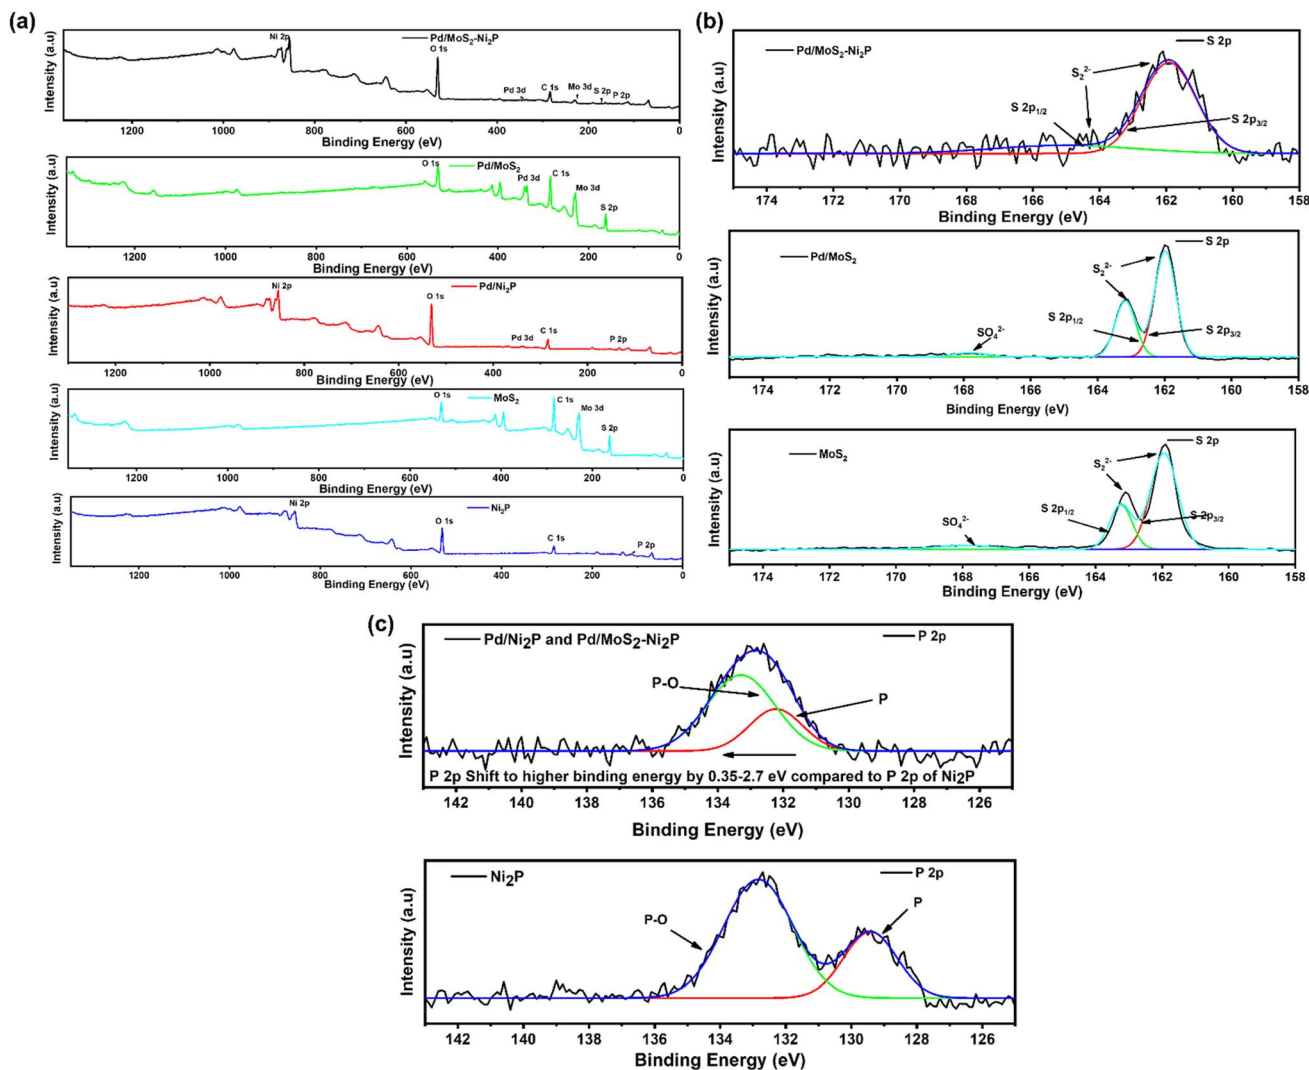 (a)
Intensity (a.u)
Pd/MoS2-Ni2P
Ni 2p
O 1s
Pd 3d
C 1s
Mo 3d
S 2p
P 2p
1200 1000 800 600 400 200 0
Binding Energy (eV)
Intensity (a.u)
Pd/MoS2
O 1s
Pd 3d
C 1s
Mo 3d
S 2p
1200 1000 800 600 400 200 0
Binding Energy (eV)
Intensity (a.u)
Pd/Ni2P
Ni 2p
O 1s
Pd 3d
C 1s
P 2p
1200 1000 800 600 400 200 0
Binding Energy (eV)
Intensity (a.u)
MoS2
O 1s
C 1s
Mo 3d
S 2p
1200 1000 800 600 400 200 0
Binding Energy (eV)
Intensity (a.u)
Ni2P
Ni 2p
O 1s
C 1s
P 2p
1200 1000 800 600 400 200 0
Binding Energy (eV)
(b)
Intensity (a.u)
Pd/MoS2-Ni2P
S 2p
S2 2-
S 2p1/2
S 2p3/2
174 172 170 168 166 164 162 160 158
Binding Energy (eV)
Intensity (a.u)
Pd/MoS2
S 2p
S2 2-
S 2p1/2
S 2p3/2
SO4 2-
174 172 170 168 166 164 162 160 158
Binding Energy (eV)
Intensity (a.u)
MoS2
S 2p
S2 2-
S 2p1/2
S 2p3/2
SO4 2-
174 172 170 168 166 164 162 160 158
Binding Energy (eV)
(c)
Intensity (a.u)
Pd/Ni2P and Pd/MoS2-Ni2P
P 2p
P-O
P
P 2p Shift to higher binding energy by 0.35-2.7 eV compared to P 2p of Ni2P
142 140 138 136 134 132 130 128 126
Binding Energy (eV)
Intensity (a.u)
Ni2P
P 2p
P-O
P
142 140 138 136 134 132 130 128 126
Binding Energy (eV)